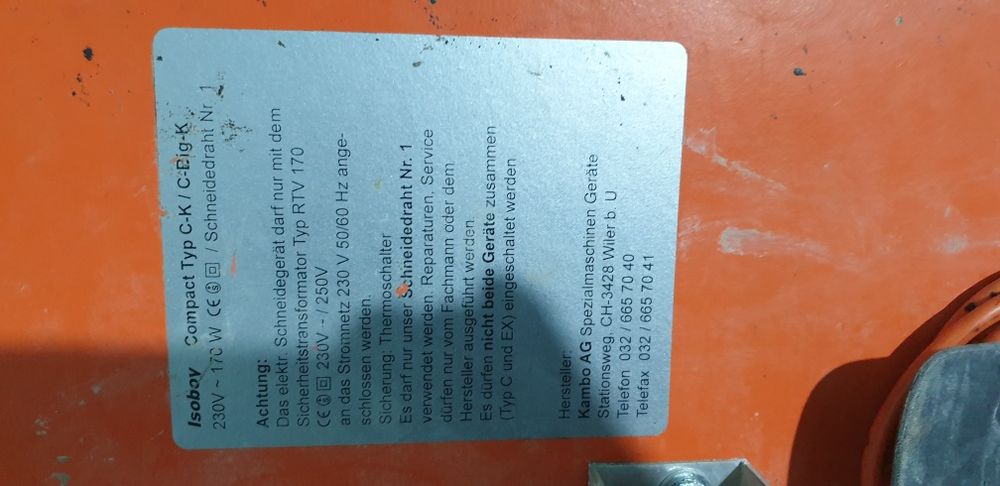 Isoboy Compact Typ C-K / C-Big-K
230V ~ 170 W CE S / Schneidedraht Nr. 1
Achtung:
Das elektr. Schneidegerät darf nur mit dem
Sicherheitstransformator Typ RTV 170
CE S 230V - / 250V
an das Stromnetz 230 V 50/60 Hz ange-
schlossen werden.
Sicherung: Thermoschalter
Es darf nur unser Schneidedraht Nr. 1
verwendet werden. Reparaturen, Service
dürfen nur vom Fachmann oder dem
Hersteller ausgeführt werden.
Es dürfen nicht beide Geräte zusammen
(Typ C und EX) eingeschaltet werden
Hersteller:
Kambo AG Spezialmaschinen Geräte
Stationsweg, CH-3428 Wiler b. U
Telefon 032 / 665 70 40
Telefax 032 / 665 70 41